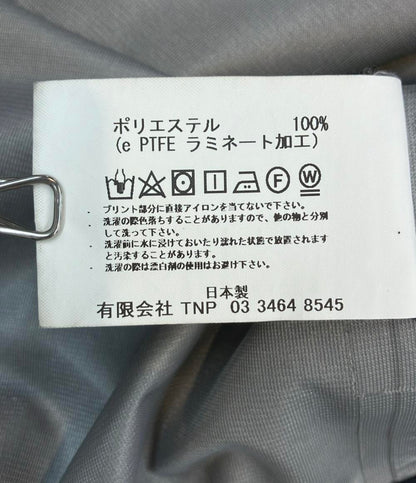 ポリエステル 100%
(e PTFE ラミネート加工)
- プリント部分に直接アイロンを当てないで下さい。
- 洗濯の際色落ちすることがありますので、他の物と分別
して洗って下さい。
- 洗濯前に水に浸けておいたり濡れた状態で放置されます
と汚染することがあります。
- 洗濯の際は漂白剤の使用はお避け下さい。
日本製
有限会社 TNP 03 3464 8545